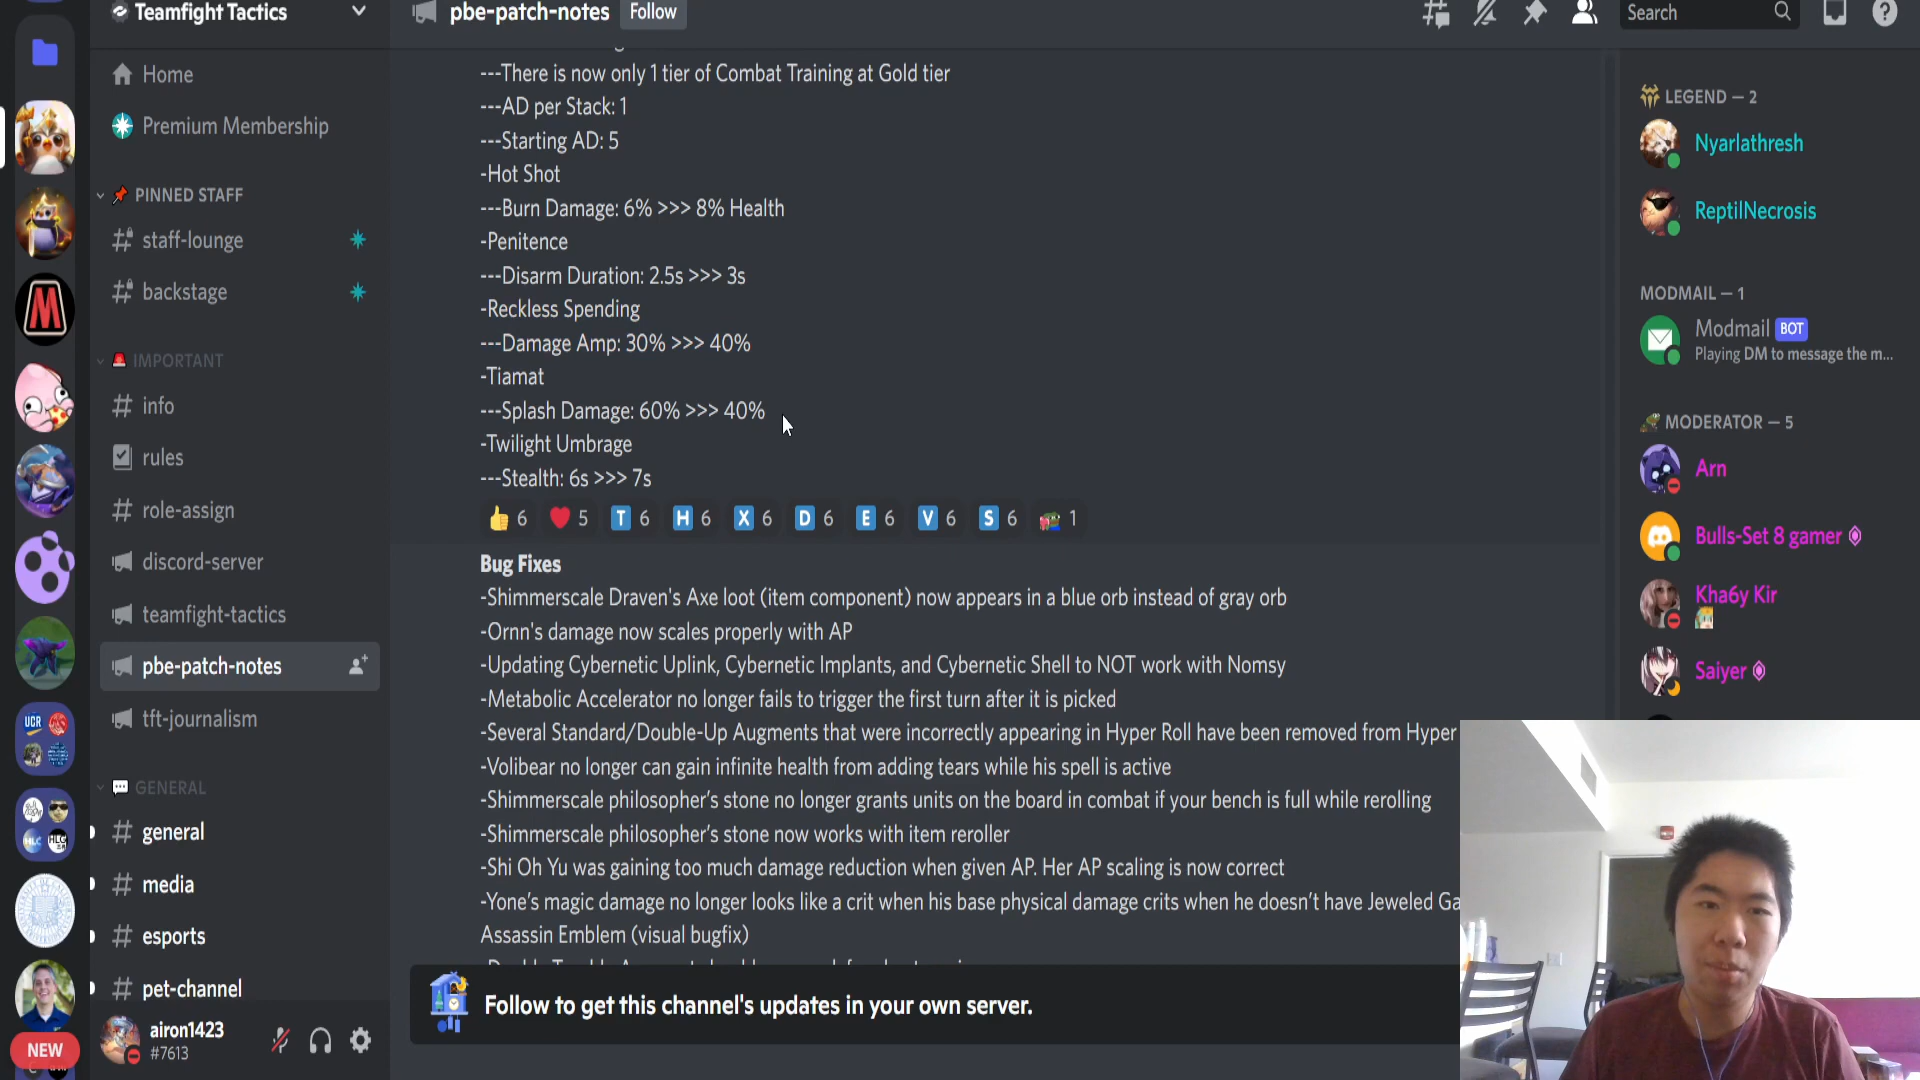 Teamfight Tactics
pbe-patch-notes
Follow
Search
Home
Premium Membership
PINNED STAFF
staff-lounge
backstage
IMPORTANT
info
rules
role-assign
discord-server
teamfight-tactics
pbe-patch-notes
tft-journalism
GENERAL
general
media
esports
pet-channel
airon1423
#7613
NEW
M
UCR
HLC
HLG
---There is now only 1 tier of Combat Training at Gold tier
---AD per Stack: 1
---Starting AD: 5
-Hot Shot
---Burn Damage: 6% >>> 8% Health
-Penitence
---Disarm Duration: 2.5s >>> 3s
-Reckless Spending
---Damage Amp: 30% >>> 40%
-Tiamat
---Splash Damage: 60% >>> 40%
-Twilight Umbrage
---Stealth: 6s >>> 7s
6 5 T 6 H 6 X 6 D 6 E 6 V 6 S 6 1
Bug Fixes
-Shimmerscale Draven's Axe loot (item component) now appears in a blue orb instead of gray orb
-Ornn's damage now scales properly with AP
-Updating Cybernetic Uplink, Cybernetic Implants, and Cybernetic Shell to NOT work with Nomsy
-Metabolic Accelerator no longer fails to trigger the first turn after it is picked
-Several Standard/Double-Up Augments that were incorrectly appearing in Hyper Roll have been removed from Hyper
-Volibear no longer can gain infinite health from adding tears while his spell is active
-Shimmerscale philosopher's stone no longer grants units on the board in combat if your bench is full while rerolling
-Shimmerscale philosopher's stone now works with item reroller
-Shi Oh Yu was gaining too much damage reduction when given AP. Her AP scaling is now correct
-Yone's magic damage no longer looks like a crit when his base physical damage crits when he doesn't have Jeweled Ga
Assassin Emblem (visual bugfix)
Follow to get this channel's updates in your own server.
LEGEND — 2
Nyarlathresh
ReptilNecrosis
MODMAIL — 1
Modmail BOT
Playing DM to message the m...
MODERATOR — 5
Arn
Bulls-Set 8 gamer
Kha6y Kir
Saiyer